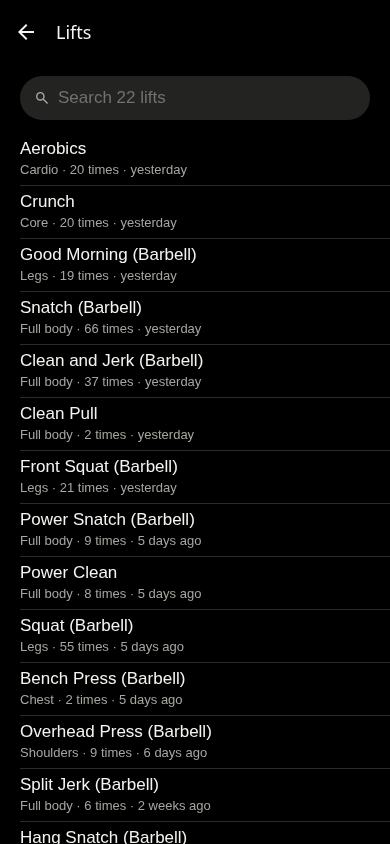 Lifts
Search 22 lifts
Aerobics
Cardio · 20 times · yesterday
Crunch
Core · 20 times · yesterday
Good Morning (Barbell)
Legs · 19 times · yesterday
Snatch (Barbell)
Full body · 66 times · yesterday
Clean and Jerk (Barbell)
Full body · 37 times · yesterday
Clean Pull
Full body · 2 times · yesterday
Front Squat (Barbell)
Legs · 21 times · yesterday
Power Snatch (Barbell)
Full body · 9 times · 5 days ago
Power Clean
Full body · 8 times · 5 days ago
Squat (Barbell)
Legs · 55 times · 5 days ago
Bench Press (Barbell)
Chest · 2 times · 5 days ago
Overhead Press (Barbell)
Shoulders · 9 times · 6 days ago
Split Jerk (Barbell)
Full body · 6 times · 2 weeks ago
Hang Snatch (Barbell)